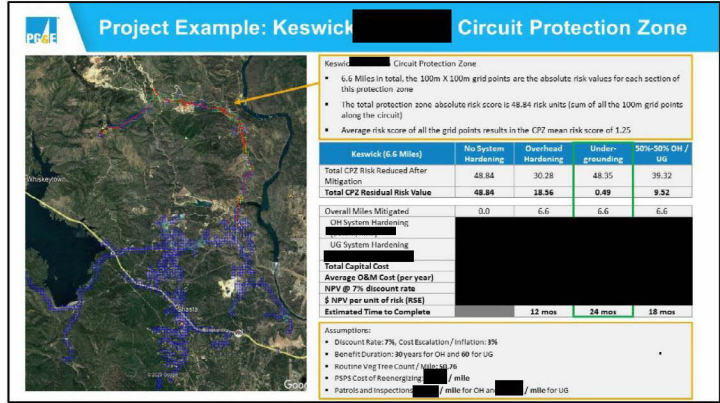 PG&E
Project Example: Keswick Circuit Protection Zone
Keswic Circuit Protection Zone
▪ 6.6 Miles in total, the 100m X 100m grid points are the absolute risk values for each section of
this protection zone
▪ The total protection zone absolute risk score is 48.84 risk units (sum of all the 100m grid points
along the circuit)
▪ Average risk score of all the grid points results in the CPZ mean risk score of 1.25
Keswick (6.6 Miles) No System Hardening Overhead Hardening Under-grounding 50%-50% OH / UG
Total CPZ Risk Reduced After Mitigation 48.84 30.28 48.35 39.32
Total CPZ Residual Risk Value 48.84 18.56 0.49 9.52
Overall Miles Mitigated 0.0 6.6 6.6 6.6
OH System Hardening
UG System Hardening
Total Capital Cost
Average O&M Cost (per year)
NPV @ 7% discount rate
$ NPV per unit of risk (RSE)
Estimated Time to Complete 12 mos 24 mos 18 mos
Assumptions:
▪ Discount Rate: 7%, Cost Escalation / Inflation: 3%
▪ Benefit Duration: 30 years for OH and 60 for UG
▪ Routine Veg Tree Count / Mile: 50.76
▪ PSPS Cost of Reenergizing: / mile
▪ Patrols and Inspections / mile for OH and / mile for UG
Whiskeytown
Shasta
Goo